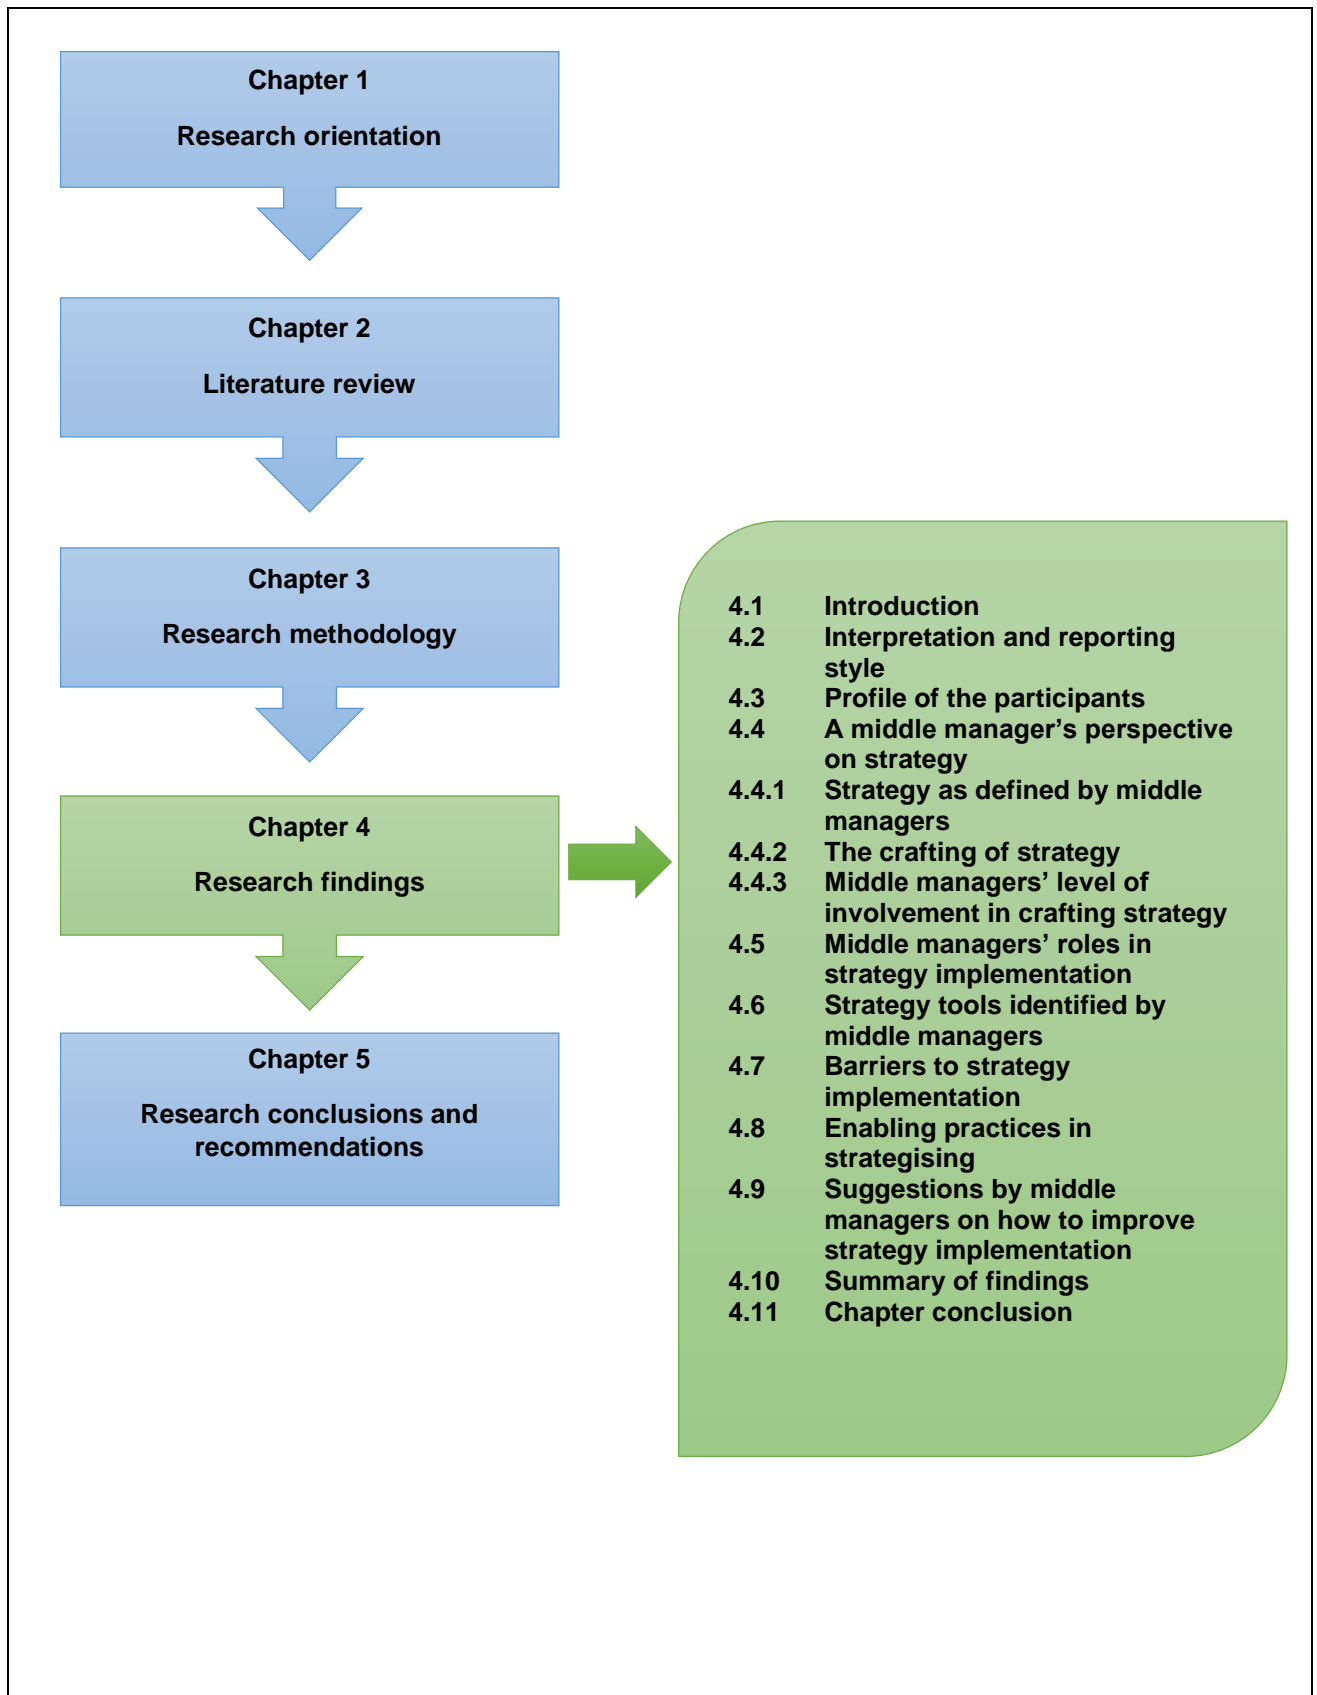 Chapter 1
Research orientation
Chapter 2
Literature review
Chapter 3
Research methodology
Chapter 4
Research findings
Chapter 5
Research conclusions and
recommendations
4.1 Introduction
4.2 Interpretation and reporting
style
4.3 Profile of the participants
4.4 A middle manager’s perspective
on strategy
4.4.1 Strategy as defined by middle
managers
4.4.2 The crafting of strategy
4.4.3 Middle managers’ level of
involvement in crafting strategy
4.5 Middle managers’ roles in
strategy implementation
4.6 Strategy tools identified by
middle managers
4.7 Barriers to strategy
implementation
4.8 Enabling practices in
strategising
4.9 Suggestions by middle
managers on how to improve
strategy implementation
4.10 Summary of findings
4.11 Chapter conclusion